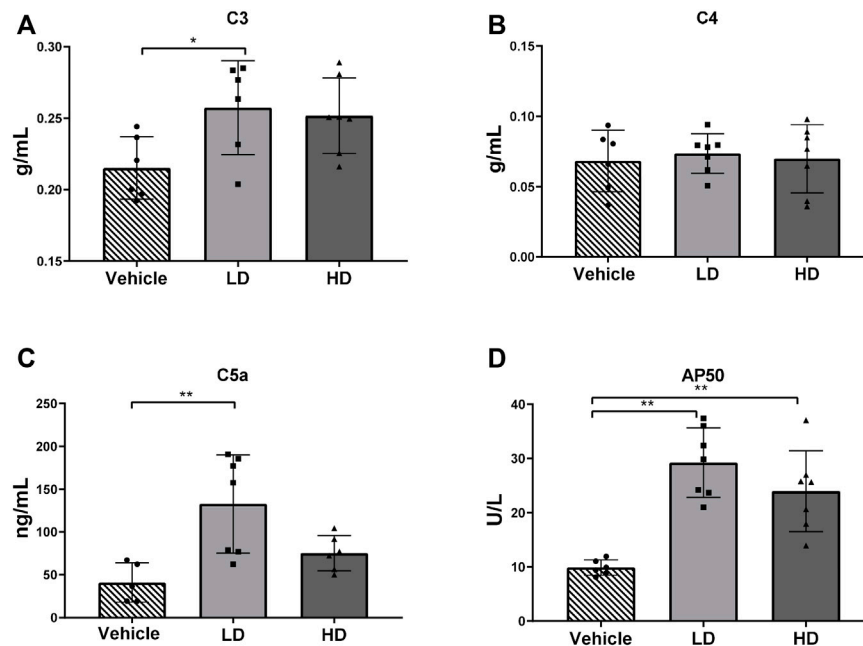 A
C3
*
0.30
0.25
0.20
0.15
g/mL
Vehicle
LD
HD
B
C4
0.15
0.10
0.05
0.00
g/mL
Vehicle
LD
HD
C
C5a
**
250
200
150
100
50
0
ng/mL
Vehicle
LD
HD
D
AP50
**
**
40
30
20
10
0
U/L
Vehicle
LD
HD